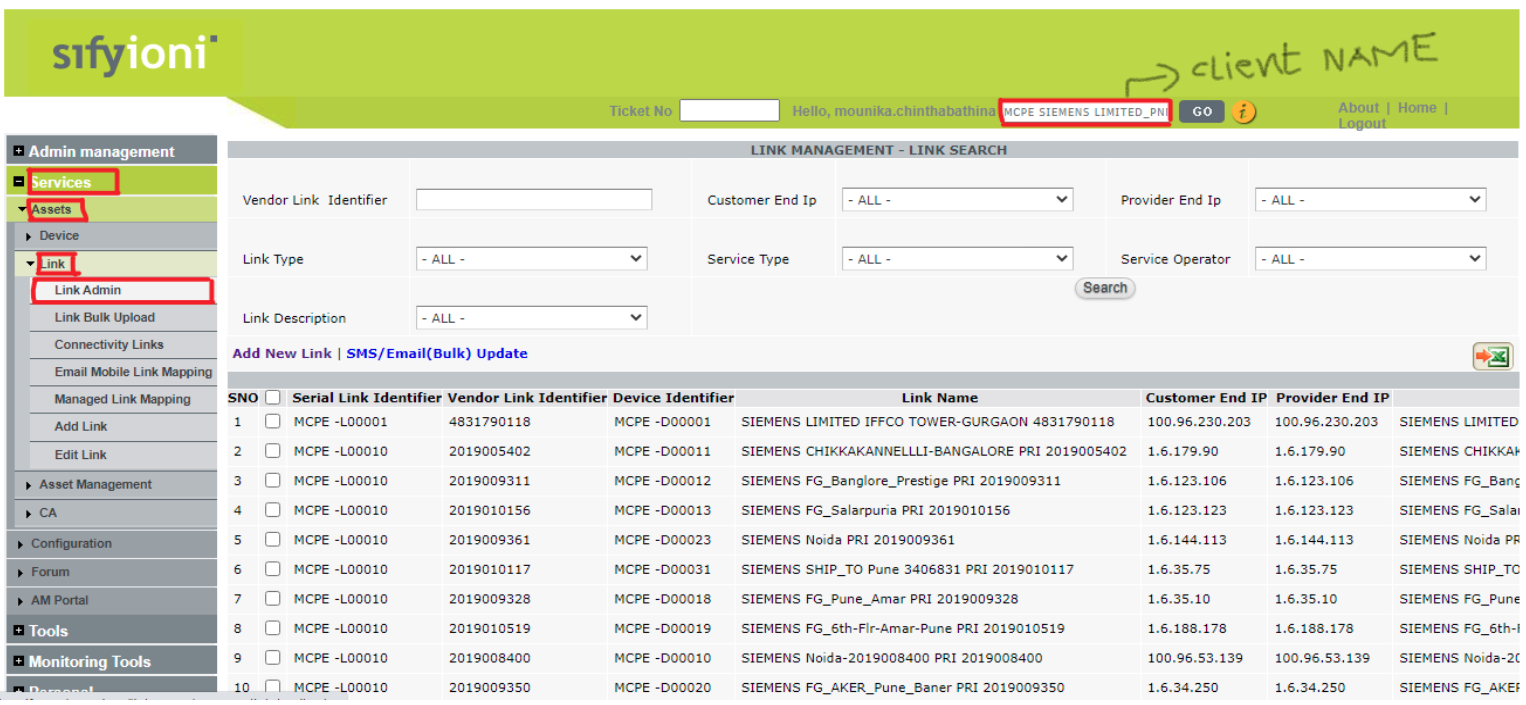 sıfyıoni
client NAME
Ticket No Hello, mounika.chinthabathina MCPE SIEMENS LIMITED_PNI GO i About | Home | Logout
Admin management
Services
Assets
Device
Link
Link Admin
Link Bulk Upload
Connectivity Links
Email Mobile Link Mapping
Managed Link Mapping
Add Link
Edit Link
Asset Management
CA
Configuration
Forum
AM Portal
Tools
Monitoring Tools
Personal
LINK MANAGEMENT - LINK SEARCH
Vendor Link Identifier Customer End Ip - ALL - Provider End Ip - ALL -
Link Type - ALL - Service Type - ALL - Service Operator - ALL -
Search
Link Description - ALL -
Add New Link | SMS/Email(Bulk) Update
SNO Serial Link Identifier Vendor Link Identifier Device Identifier Link Name Customer End IP Provider End IP
1 MCPE -L00001 4831790118 MCPE -D00001 SIEMENS LIMITED IFFCO TOWER-GURGAON 4831790118 100.96.230.203 100.96.230.203 SIEMENS LIMITED
2 MCPE -L00010 2019005402 MCPE -D00011 SIEMENS CHIKKAKANNELLLI-BANGALORE PRI 2019005402 1.6.179.90 1.6.179.90 SIEMENS CHIKKAK
3 MCPE -L00010 2019009311 MCPE -D00012 SIEMENS FG_Banglore_Prestige PRI 2019009311 1.6.123.106 1.6.123.106 SIEMENS FG_Bang
4 MCPE -L00010 2019010156 MCPE -D00013 SIEMENS FG_Salarpuria PRI 2019010156 1.6.123.123 1.6.123.123 SIEMENS FG_Salar
5 MCPE -L00010 2019009361 MCPE -D00023 SIEMENS Noida PRI 2019009361 1.6.144.113 1.6.144.113 SIEMENS Noida PR
6 MCPE -L00010 2019010117 MCPE -D00031 SIEMENS SHIP_TO Pune 3406831 PRI 2019010117 1.6.35.75 1.6.35.75 SIEMENS SHIP_TO
7 MCPE -L00010 2019009328 MCPE -D00018 SIEMENS FG_Pune_Amar PRI 2019009328 1.6.35.10 1.6.35.10 SIEMENS FG_Pune
8 MCPE -L00010 2019010519 MCPE -D00019 SIEMENS FG_6th-Flr-Amar-Pune PRI 2019010519 1.6.188.178 1.6.188.178 SIEMENS FG_6th-F
9 MCPE -L00010 2019008400 MCPE -D00010 SIEMENS Noida-2019008400 PRI 2019008400 100.96.53.139 100.96.53.139 SIEMENS Noida-20
10 MCPE -L00010 2019009350 MCPE -D00020 SIEMENS FG_AKER_Pune_Baner PRI 2019009350 1.6.34.250 1.6.34.250 SIEMENS FG_AKER